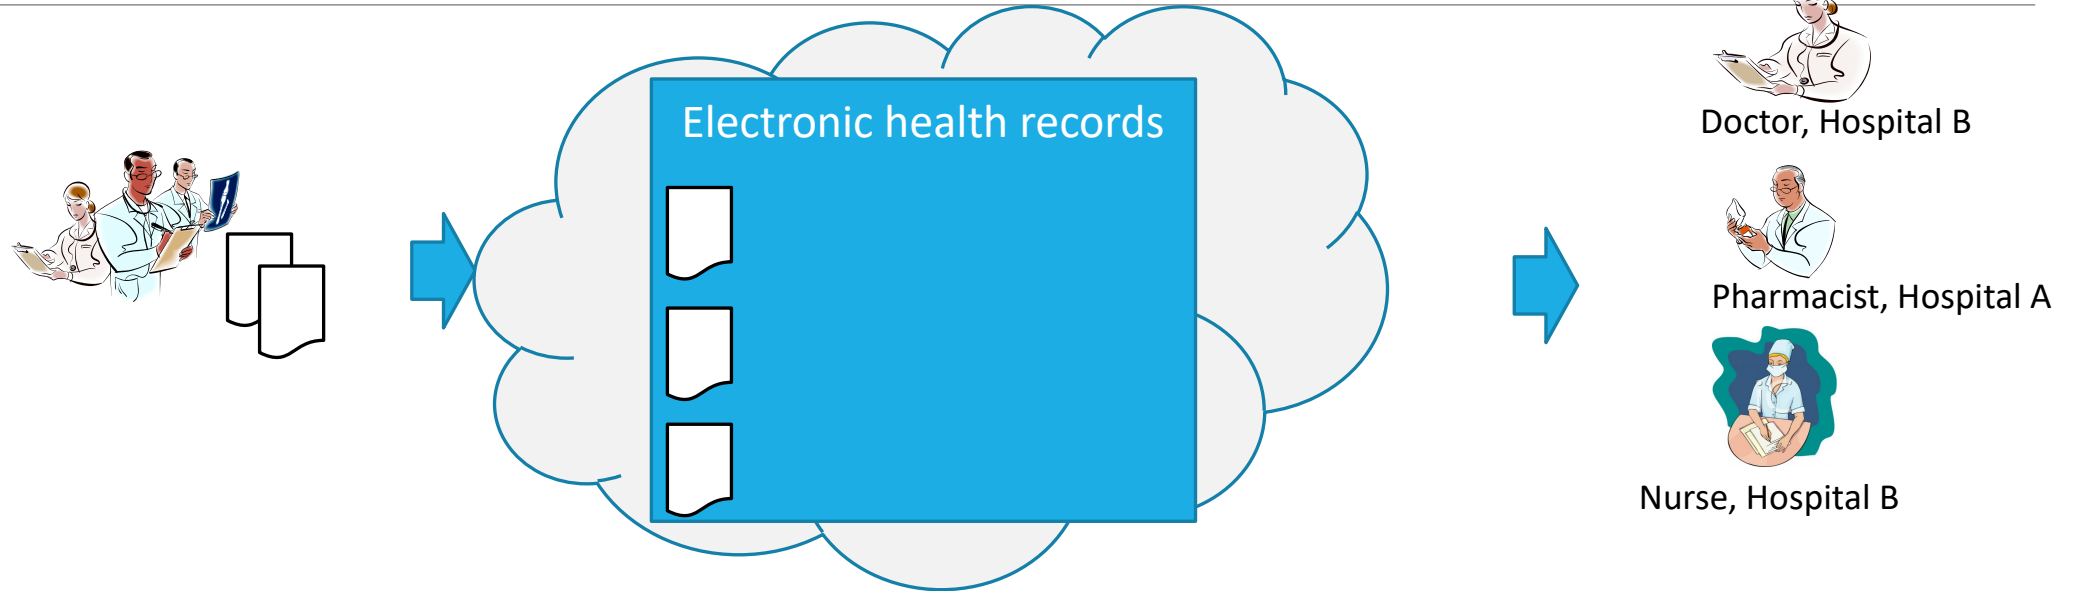 Electronic health records
Doctor, Hospital B
Pharmacist, Hospital A
Nurse, Hospital B